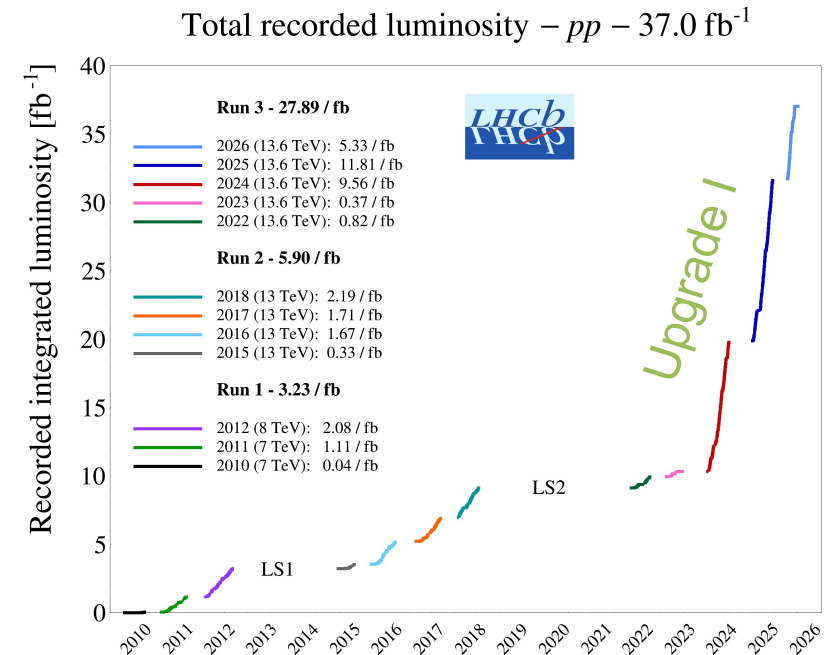 Total recorded luminosity − pp − 37.0 fb⁻¹
Recorded integrated luminosity [fb⁻¹]
40
35
30
25
20
15
10
5
0
Run 3 - 27.89 / fb
2026 (13.6 TeV): 5.33 / fb
2025 (13.6 TeV): 11.81 / fb
2024 (13.6 TeV): 9.56 / fb
2023 (13.6 TeV): 0.37 / fb
2022 (13.6 TeV): 0.82 / fb
Run 2 - 5.90 / fb
2018 (13 TeV): 2.19 / fb
2017 (13 TeV): 1.71 / fb
2016 (13 TeV): 1.67 / fb
2015 (13 TeV): 0.33 / fb
Run 1 - 3.23 / fb
2012 (8 TeV): 2.08 / fb
2011 (7 TeV): 1.11 / fb
2010 (7 TeV): 0.04 / fb
LHCb
LHCb
Upgrade I
LS1
LS2
2010
2011
2012
2013
2014
2015
2016
2017
2018
2019
2020
2021
2022
2023
2024
2025
2026